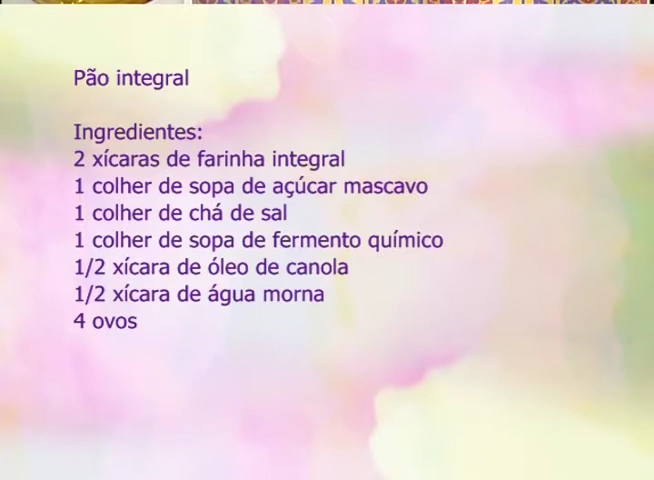 Pão integral
Ingredientes:
2 xícaras de farinha integral
1 colher de sopa de açúcar mascavo
1 colher de chá de sal
1 colher de sopa de fermento químico
1/2 xícara de óleo de canola
1/2 xícara de água morna
4 ovos